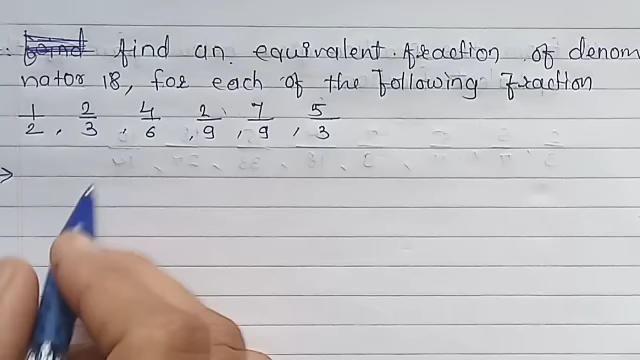 find an equivalent fraction of denom
nator 18, for each of the following fraction
1/2, 2/3, 4/6, 2/9, 7/9, 5/3
→